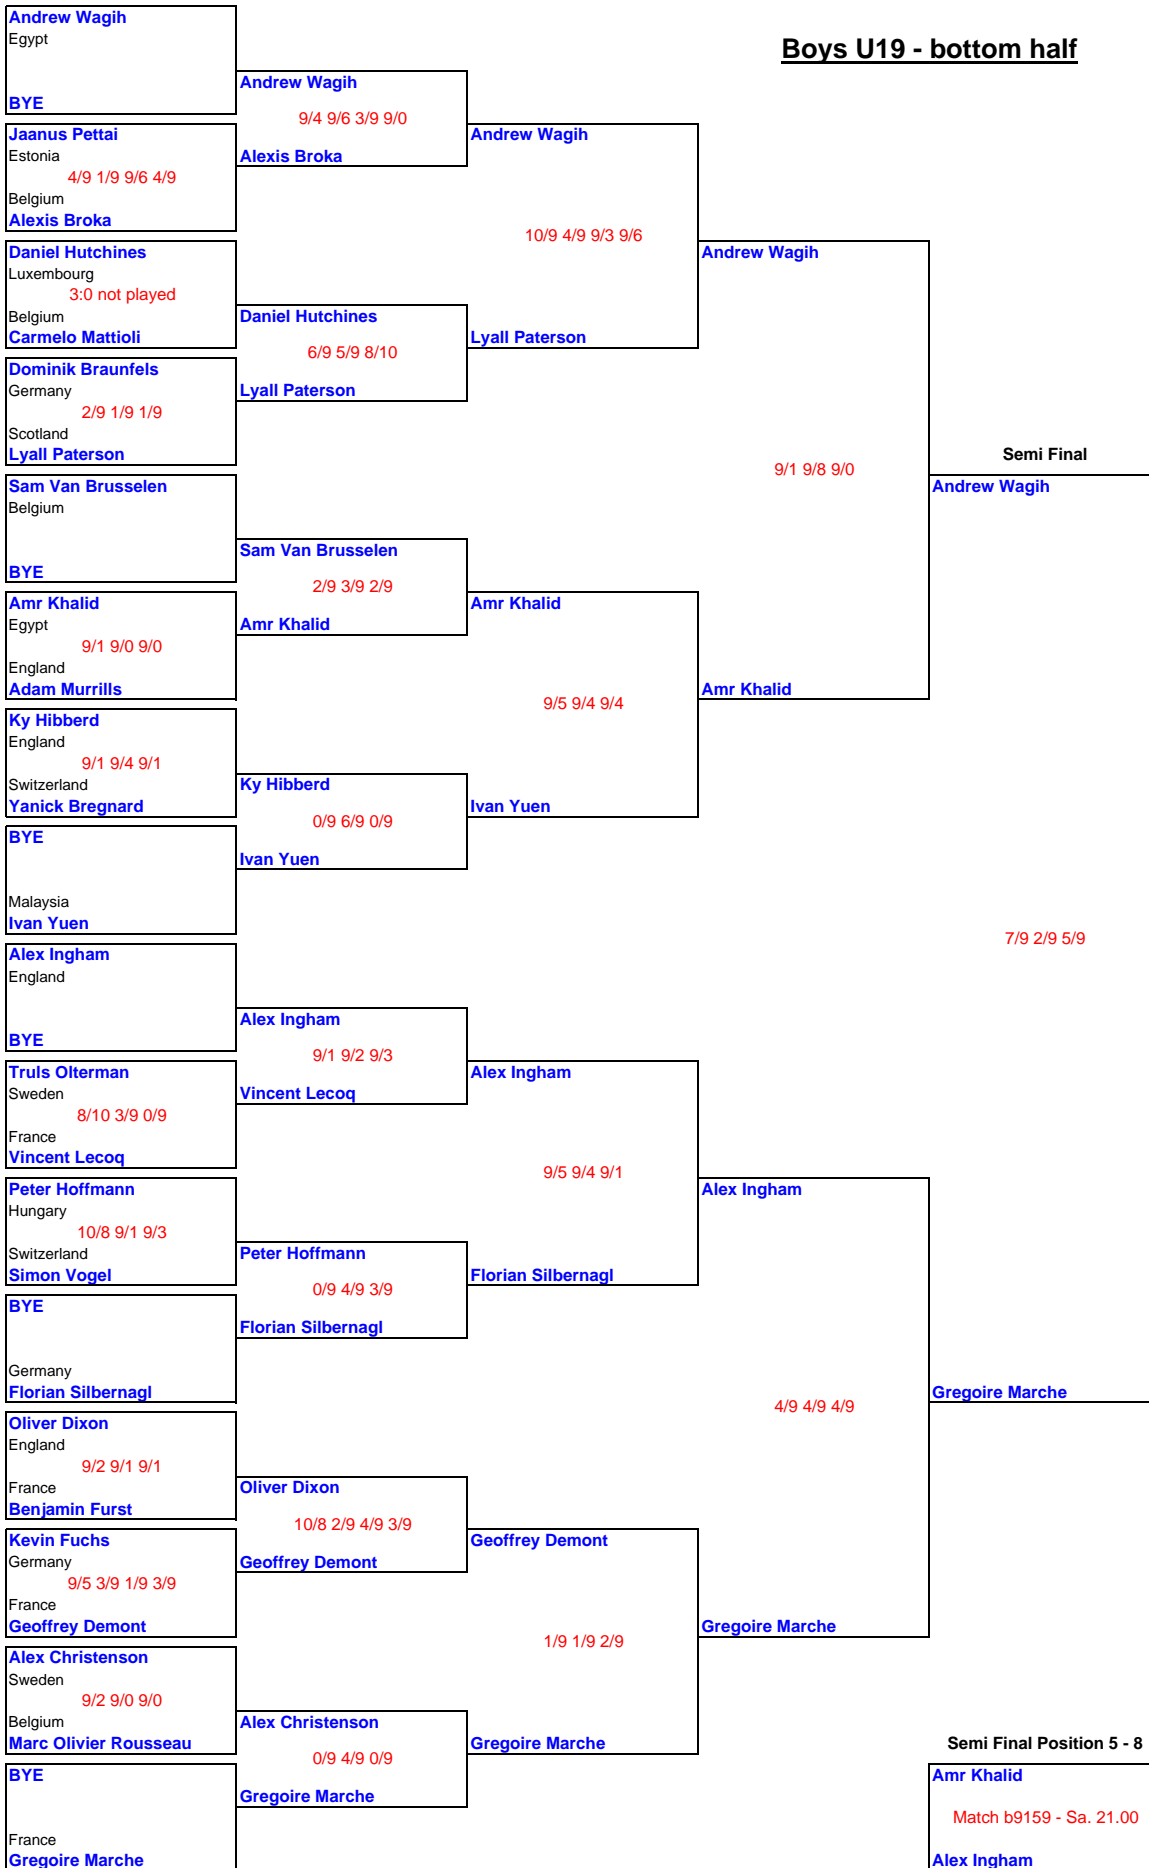 Boys U19 - bottom half
Andrew Wagih
Egypt
BYE
Jaanus Pettai
Estonia
4/9 1/9 9/6 4/9
Belgium
Alexis Broka
Daniel Hutchines
Luxembourg
3:0 not played
Belgium
Carmelo Mattioli
Dominik Braunfels
Germany
2/9 1/9 1/9
Scotland
Lyall Paterson
Sam Van Brusselen
Belgium
BYE
Amr Khalid
Egypt
9/1 9/0 9/0
England
Adam Murrills
Ky Hibberd
England
9/1 9/4 9/1
Switzerland
Yanick Bregnard
BYE
Malaysia
Ivan Yuen
Alex Ingham
England
BYE
Truls Olterman
Sweden
8/10 3/9 0/9
France
Vincent Lecoq
Peter Hoffmann
Hungary
10/8 9/1 9/3
Switzerland
Simon Vogel
BYE
Germany
Florian Silbernagl
Oliver Dixon
England
9/2 9/1 9/1
France
Benjamin Furst
Kevin Fuchs
Germany
9/5 3/9 1/9 3/9
France
Geoffrey Demont
Alex Christenson
Sweden
9/2 9/0 9/0
Belgium
Marc Olivier Rousseau
BYE
France
Gregoire Marche
Andrew Wagih
9/4 9/6 3/9 9/0
Alexis Broka
Daniel Hutchines
6/9 5/9 8/10
Lyall Paterson
Sam Van Brusselen
2/9 3/9 2/9
Amr Khalid
Ky Hibberd
0/9 6/9 0/9
Ivan Yuen
Alex Ingham
9/1 9/2 9/3
Vincent Lecoq
Peter Hoffmann
0/9 4/9 3/9
Florian Silbernagl
Oliver Dixon
10/8 2/9 4/9 3/9
Geoffrey Demont
Alex Christenson
0/9 4/9 0/9
Gregoire Marche
Andrew Wagih
10/9 4/9 9/3 9/6
Lyall Paterson
Amr Khalid
9/5 9/4 9/4
Ivan Yuen
Alex Ingham
9/5 9/4 9/1
Florian Silbernagl
Geoffrey Demont
1/9 1/9 2/9
Gregoire Marche
Andrew Wagih
9/1 9/8 9/0
Amr Khalid
Alex Ingham
4/9 4/9 4/9
Gregoire Marche
Semi Final
Andrew Wagih
7/9 2/9 5/9
Gregoire Marche
Semi Final Position 5 - 8
Amr Khalid
Match b9159 - Sa. 21.00
Alex Ingham